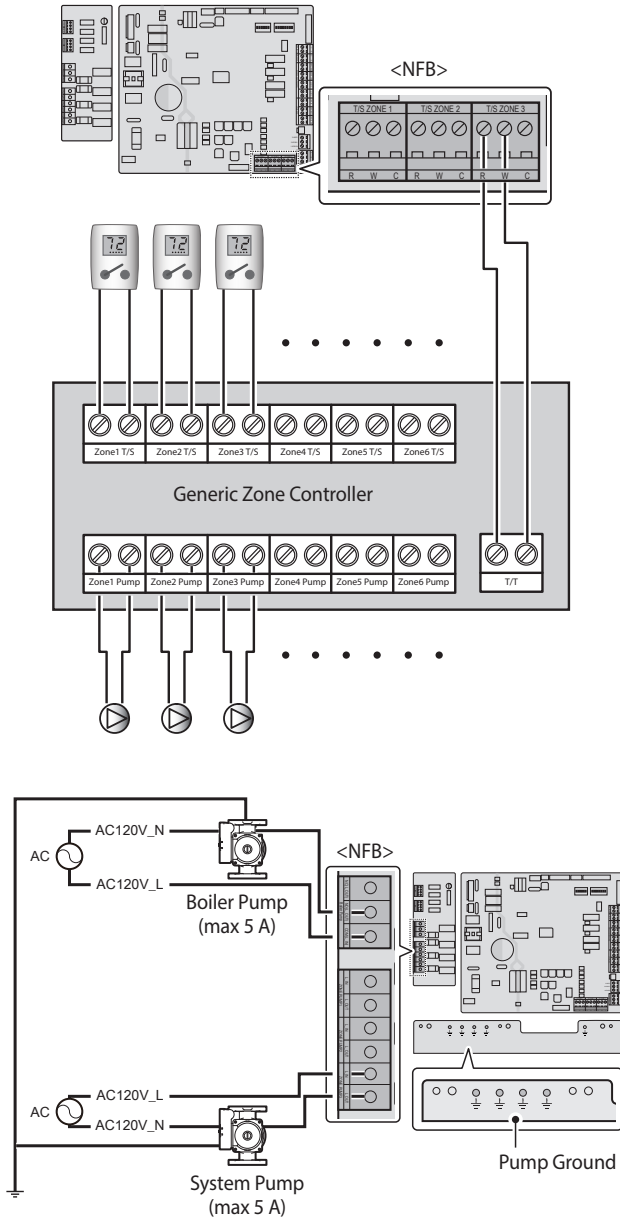 <NFB>
T/S ZONE 1 T/S ZONE 2 T/S ZONE 3
R W C R W C R W C
72 72 72
Zone1 T/S Zone2 T/S Zone3 T/S Zone4 T/S Zone5 T/S Zone6 T/S
Generic Zone Controller
Zone1 Pump Zone2 Pump Zone3 Pump Zone4 Pump Zone5 Pump Zone6 Pump
T/T
AC120V_N
AC
AC120V_L
Boiler Pump
(max 5 A)
<NFB>
AC120V_L
AC
AC120V_N
System Pump
(max 5 A)
Pump Ground